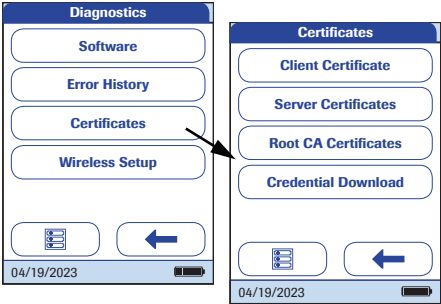 Diagnostics
Software
Error History
Certificates
Wireless Setup
04/19/2023
Certificates
Client Certificate
Server Certificates
Root CA Certificates
Credential Download
04/19/2023